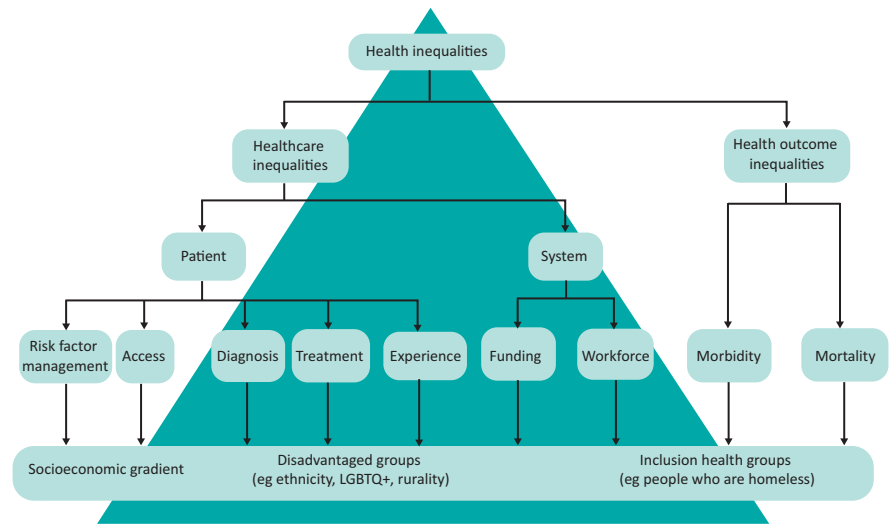 Health inequalities
Healthcare
inequalities
Health outcome
inequalities
Patient
System
Risk factor
management
Access
Diagnosis
Treatment
Experience
Funding
Workforce
Morbidity
Mortality
Socioeconomic gradient
Disadvantaged groups
(eg ethnicity, LGBTQ+, rurality)
Inclusion health groups
(eg people who are homeless)